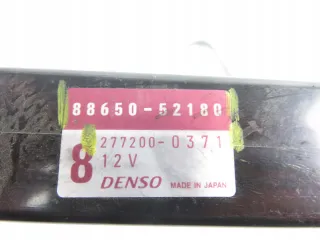 88650-52180
277200-0371
8
12V
DENSO MADE IN JAPAN